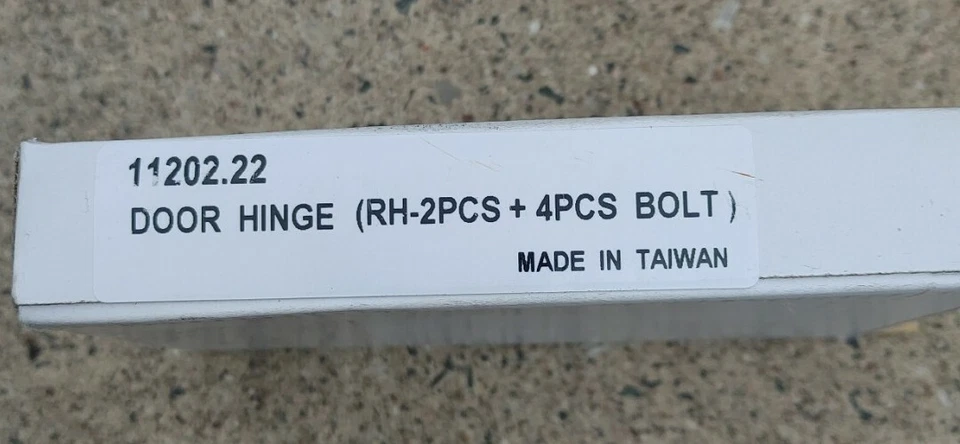 11202.22
DOOR HINGE (RH-2PCS + 4PCS BOLT)
MADE IN TAIWAN